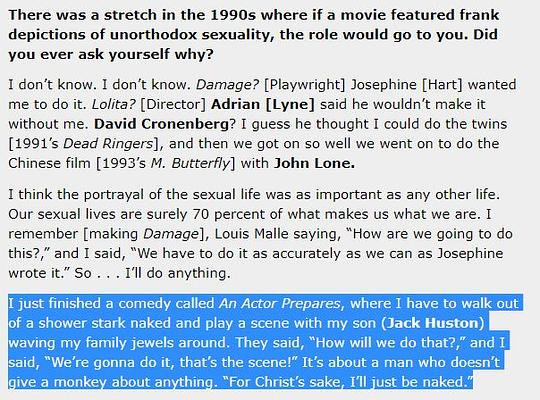 There was a stretch in the 1990s where if a movie featured frank
depictions of unorthodox sexuality, the role would go to you. Did
you ever ask yourself why?
I don’t know. I don’t know. Damage? [Playwright] Josephine [Hart] wanted
me to do it. Lolita? [Director] Adrian [Lyne] said he wouldn’t make it
without me. David Cronenberg? I guess he thought I could do the twins
[1991’s Dead Ringers], and then we got on so well we went on to do the
Chinese film [1993’s M. Butterfly] with John Lone.
I think the portrayal of the sexual life was as important as any other life.
Our sexual lives are surely 70 percent of what makes us what we are. I
remember [making Damage], Louis Malle saying, “How are we going to do
this?,” and I said, “We have to do it as accurately as we can as Josephine
wrote it.” So . . . I’ll do anything.
I just finished a comedy called An Actor Prepares, where I have to walk out
of a shower stark naked and play a scene with my son (Jack Huston)
waving my family jewels around. They said, “How will we do that?,” and I
said, “We’re gonna do it, that’s the scene!” It’s about a man who doesn’t
give a monkey about anything. “For Christ’s sake, I’ll just be naked.”